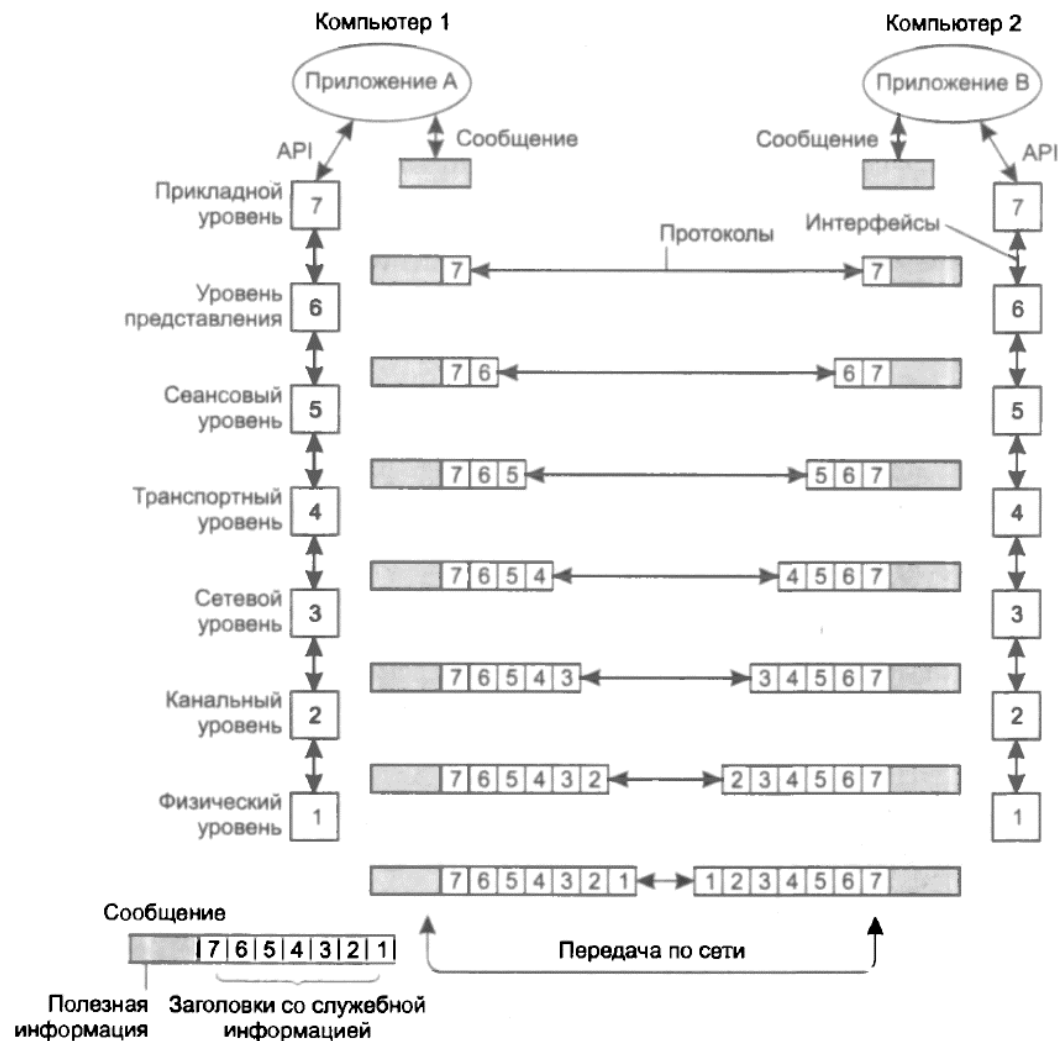 Компьютер 1
Компьютер 2
Приложение А
Приложение В
API
Сообщение
Сообщение
API
Прикладной
уровень
7
7
Протоколы
Интерфейсы
7
7
Уровень
представления
6
6
7 6
6 7
Сеансовый
уровень
5
5
7 6 5
5 6 7
Транспортный
уровень
4
4
7 6 5 4
4 5 6 7
Сетевой
уровень
3
3
7 6 5 4 3
3 4 5 6 7
Канальный
уровень
2
2
7 6 5 4 3 2
2 3 4 5 6 7
Физический
уровень
1
1
7 6 5 4 3 2 1
1 2 3 4 5 6 7
Сообщение
7 6 5 4 3 2 1
Передача по сети
Полезная
информация
Заголовки со служебной
информацией